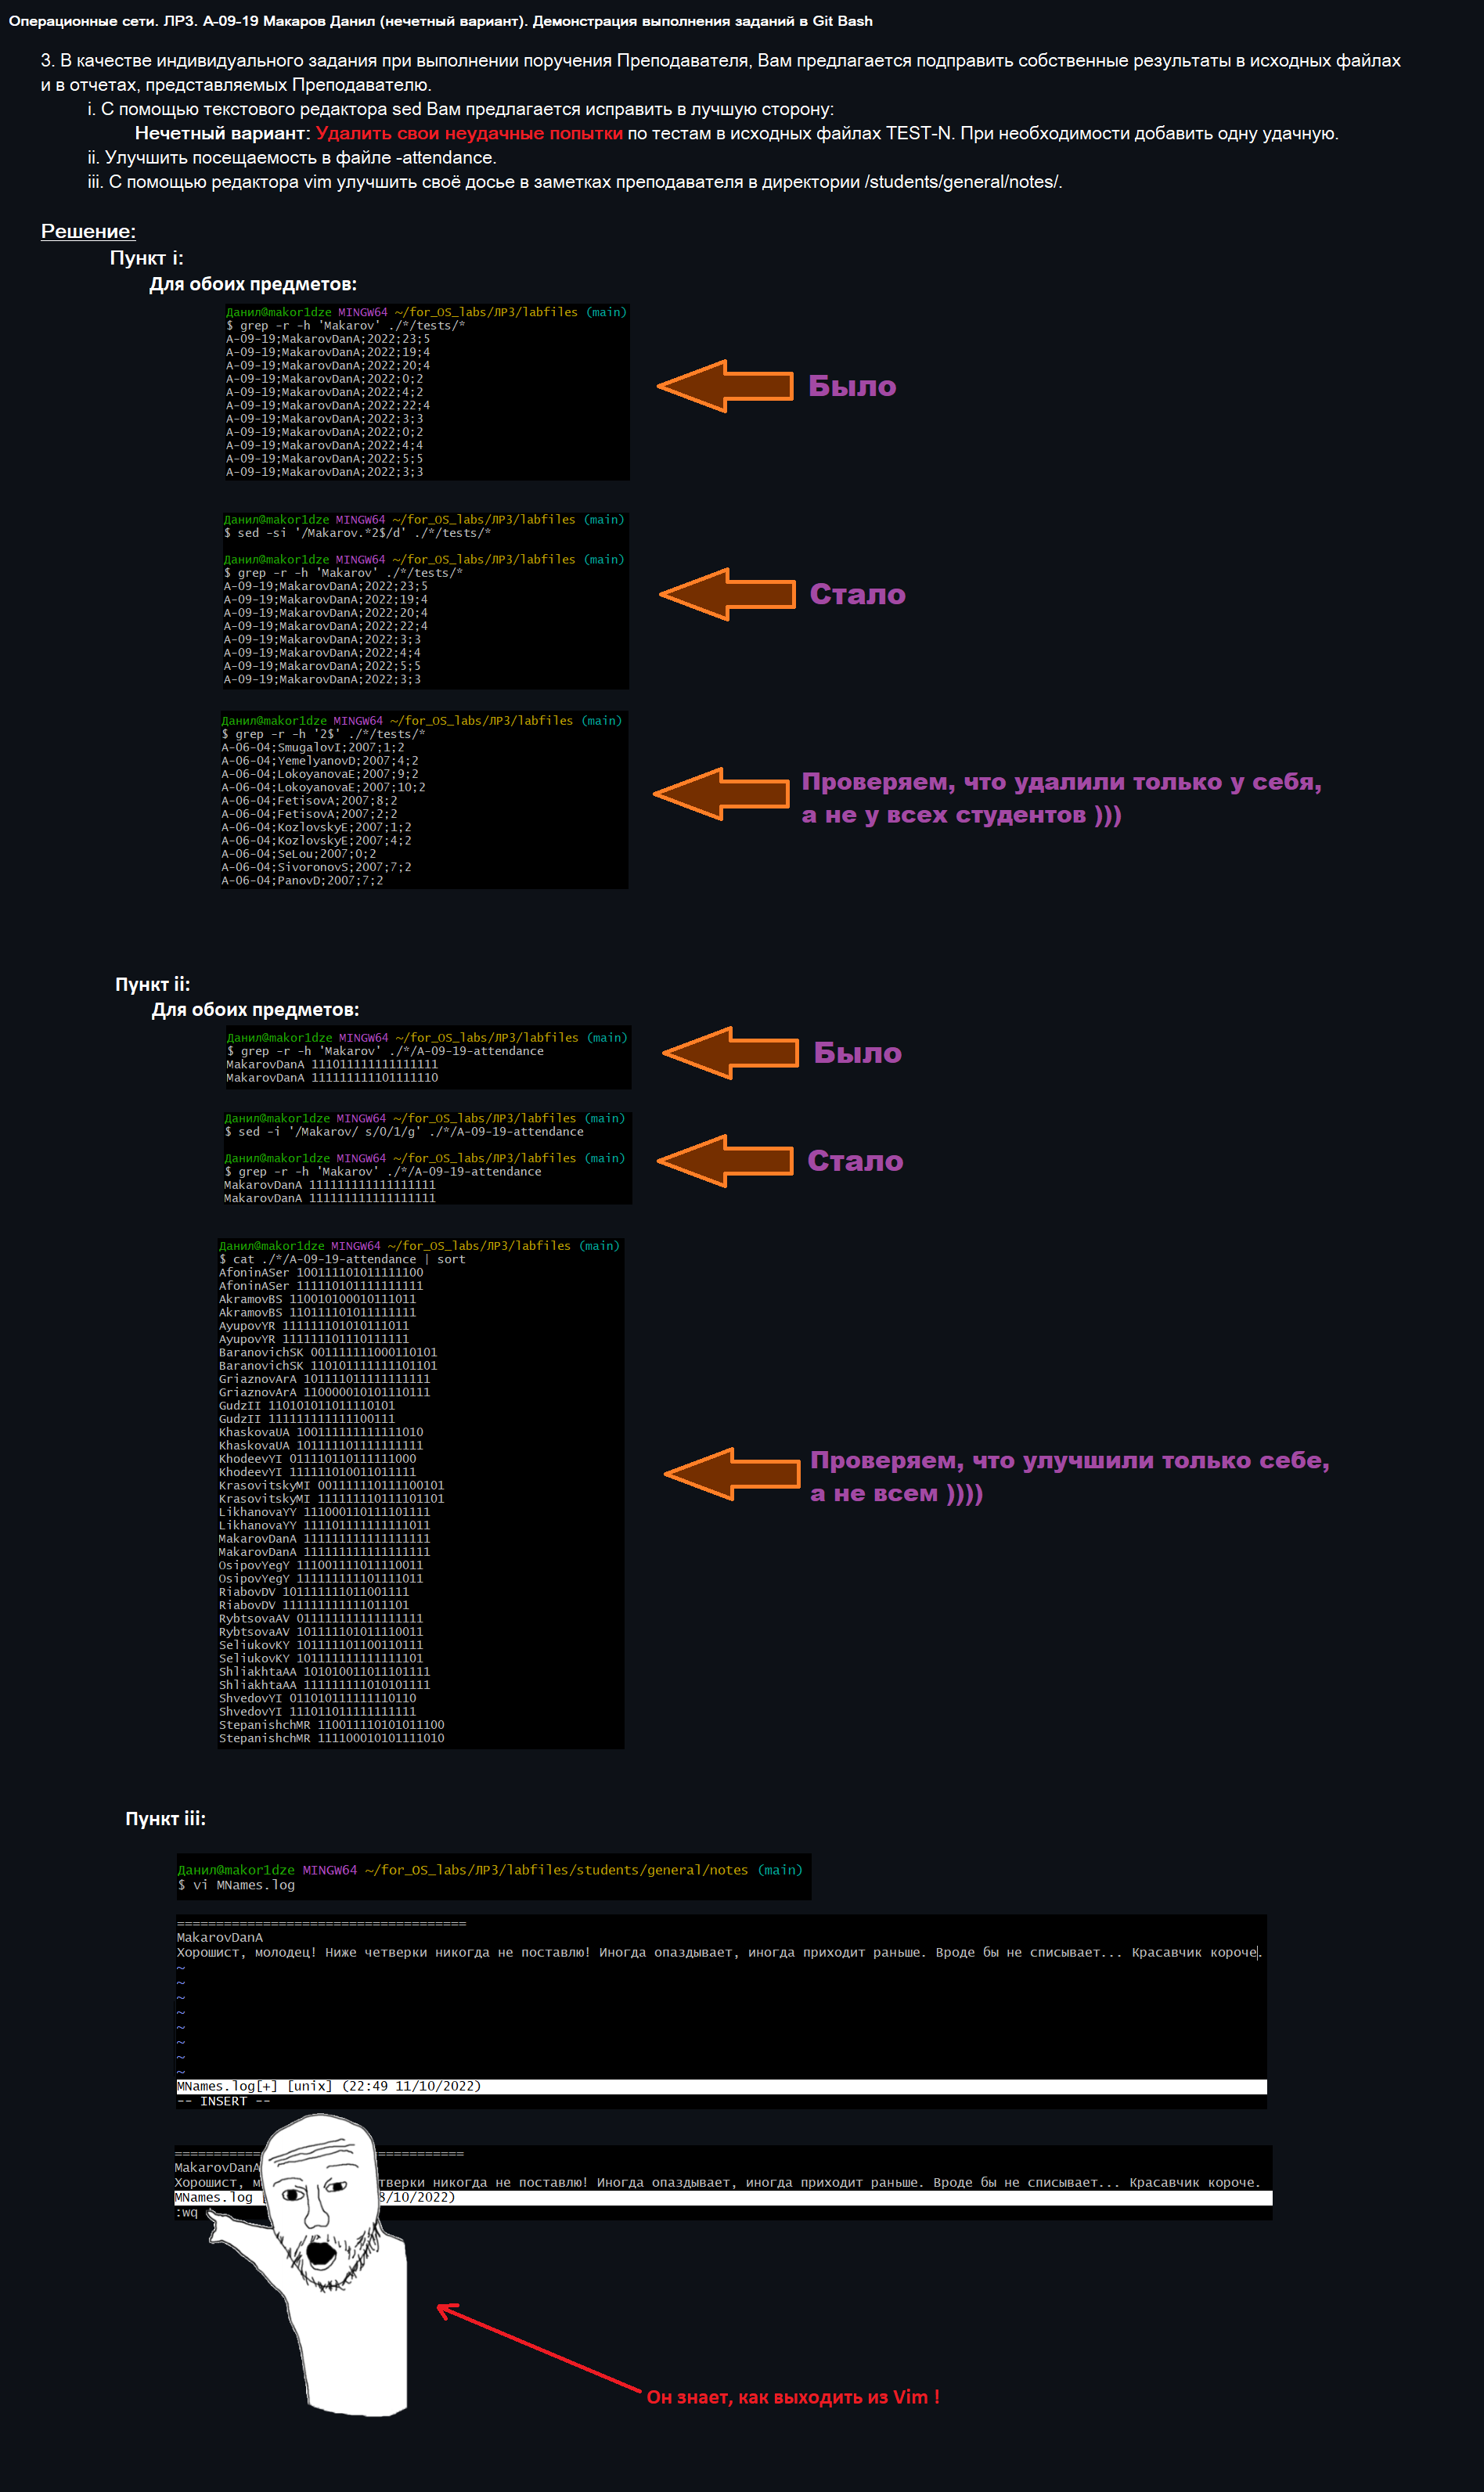 Операционные сети. ЛР3. А-09-19 Макаров Данил (нечетный вариант). Демонстрация выполнения заданий в Git Bash
3. В качестве индивидуального задания при выполнении поручения Преподавателя, Вам предлагается подправить собственные результаты в исходных файлах
и в отчетах, представляемых Преподавателю.
i. С помощью текстового редактора sed Вам предлагается исправить в лучшую сторону:
Нечетный вариант: Удалить свои неудачные попытки по тестам в исходных файлах TEST-N. При необходимости добавить одну удачную.
ii. Улучшить посещаемость в файле -attendance.
iii. С помощью редактора vim улучшить своё досье в заметках преподавателя в директории /students/general/notes/.
Решение:
Пункт i:
Для обоих предметов:
Данил@makor1dze MINGW64 ~/for_OS_labs/ЛР3/labfiles (main)
$ grep -r -h 'Makarov' ./*/tests/*
A-09-19;MakarovDanA;2022;23;5
A-09-19;MakarovDanA;2022;19;4
A-09-19;MakarovDanA;2022;20;4
A-09-19;MakarovDanA;2022;0;2
A-09-19;MakarovDanA;2022;4;2
A-09-19;MakarovDanA;2022;22;4
A-09-19;MakarovDanA;2022;3;3
A-09-19;MakarovDanA;2022;0;2
A-09-19;MakarovDanA;2022;4;4
A-09-19;MakarovDanA;2022;5;5
A-09-19;MakarovDanA;2022;3;3
Было
Данил@makor1dze MINGW64 ~/for_OS_labs/ЛР3/labfiles (main)
$ sed -si '/Makarov.*2$/d' ./*/tests/*
Данил@makor1dze MINGW64 ~/for_OS_labs/ЛР3/labfiles (main)
$ grep -r -h 'Makarov' ./*/tests/*
A-09-19;MakarovDanA;2022;23;5
A-09-19;MakarovDanA;2022;19;4
A-09-19;MakarovDanA;2022;20;4
A-09-19;MakarovDanA;2022;22;4
A-09-19;MakarovDanA;2022;3;3
A-09-19;MakarovDanA;2022;4;4
A-09-19;MakarovDanA;2022;5;5
A-09-19;MakarovDanA;2022;3;3
Стало
Данил@makor1dze MINGW64 ~/for_OS_labs/ЛР3/labfiles (main)
$ grep -r -h '2$' ./*/tests/*
A-06-04;SmugalovI;2007;1;2
A-06-04;YemelyanovD;2007;4;2
A-06-04;LokoyanovaE;2007;9;2
A-06-04;LokoyanovaE;2007;10;2
A-06-04;FetisovA;2007;8;2
A-06-04;FetisovA;2007;2;2
A-06-04;KozlovskyE;2007;1;2
A-06-04;KozlovskyE;2007;4;2
A-06-04;SeLou;2007;0;2
A-06-04;SivoronovS;2007;7;2
A-06-04;PanovD;2007;7;2
Проверяем, что удалили только у себя,
а не у всех студентов )))
Пункт ii:
Для обоих предметов:
Данил@makor1dze MINGW64 ~/for_OS_labs/ЛР3/labfiles (main)
$ grep -r -h 'Makarov' ./*/A-09-19-attendance
MakarovDanA 111011111111111111
MakarovDanA 111111111101111110
Было
Данил@makor1dze MINGW64 ~/for_OS_labs/ЛР3/labfiles (main)
$ sed -i '/Makarov/ s/0/1/g' ./*/A-09-19-attendance
Данил@makor1dze MINGW64 ~/for_OS_labs/ЛР3/labfiles (main)
$ grep -r -h 'Makarov' ./*/A-09-19-attendance
MakarovDanA 111111111111111111
MakarovDanA 111111111111111111
Стало
Данил@makor1dze MINGW64 ~/for_OS_labs/ЛР3/labfiles (main)
$ cat ./*/A-09-19-attendance | sort
AfoninASer 100111101011111100
AfoninASer 111110101111111111
AkramovBS 110010100010111011
AkramovBS 110111101011111111
AyupovYR 111111101010111011
AyupovYR 111111101110111111
BaranovichSK 001111111000110101
BaranovichSK 110101111111101101
GriaznovArA 101111011111111111
GriaznovArA 110000010101110111
GudzII 110101011011110101
GudzII 111111111111100111
KhaskovaUA 100111111111111010
KhaskovaUA 101111101111111111
KhodeevYI 011110110111111000
KhodeevYI 111111010011011111
KrasovitskyMI 001111110111100101
KrasovitskyMI 111111110111101101
LikhanovaYY 111000110111101111
LikhanovaYY 111101111111111011
MakarovDanA 111111111111111111
MakarovDanA 111111111111111111
OsipovYegY 111001111011110011
OsipovYegY 111111111101111011
RiabovDV 101111111011001111
RiabovDV 111111111111011101
RybtsovaAV 011111111111111111
RybtsovaAV 101111101011110011
SeliukovKY 101111101100110111
SeliukovKY 101111111111111101
ShliakhtaAA 101010011011101111
ShliakhtaAA 111111111010101111
ShvedovYI 011010111111110110
ShvedovYI 111011011111111111
StepanishchMR 110011110101011100
StepanishchMR 111100010101111010
Проверяем, что улучшили только себе,
а не всем ))))
Пункт iii:
Данил@makor1dze MINGW64 ~/for_OS_labs/ЛР3/labfiles/students/general/notes (main)
$ vi MNames.log
=====================================
MakarovDanA
Хорошист, молодец! Ниже четверки никогда не поставлю! Иногда опаздывает, иногда приходит раньше. Вроде бы не списывает... Красавчик короче.
~
~
~
~
~
~
~
~
MNames.log[+] [unix] (22:49 11/10/2022)
-- INSERT --
MakarovDanA
Хорошист, тверки никогда не поставлю! Иногда опаздывает, иногда приходит раньше. Вроде бы не списывает... Красавчик короче.
MNames.log [ 8/10/2022)
:wq
Он знает, как выходить из Vim !